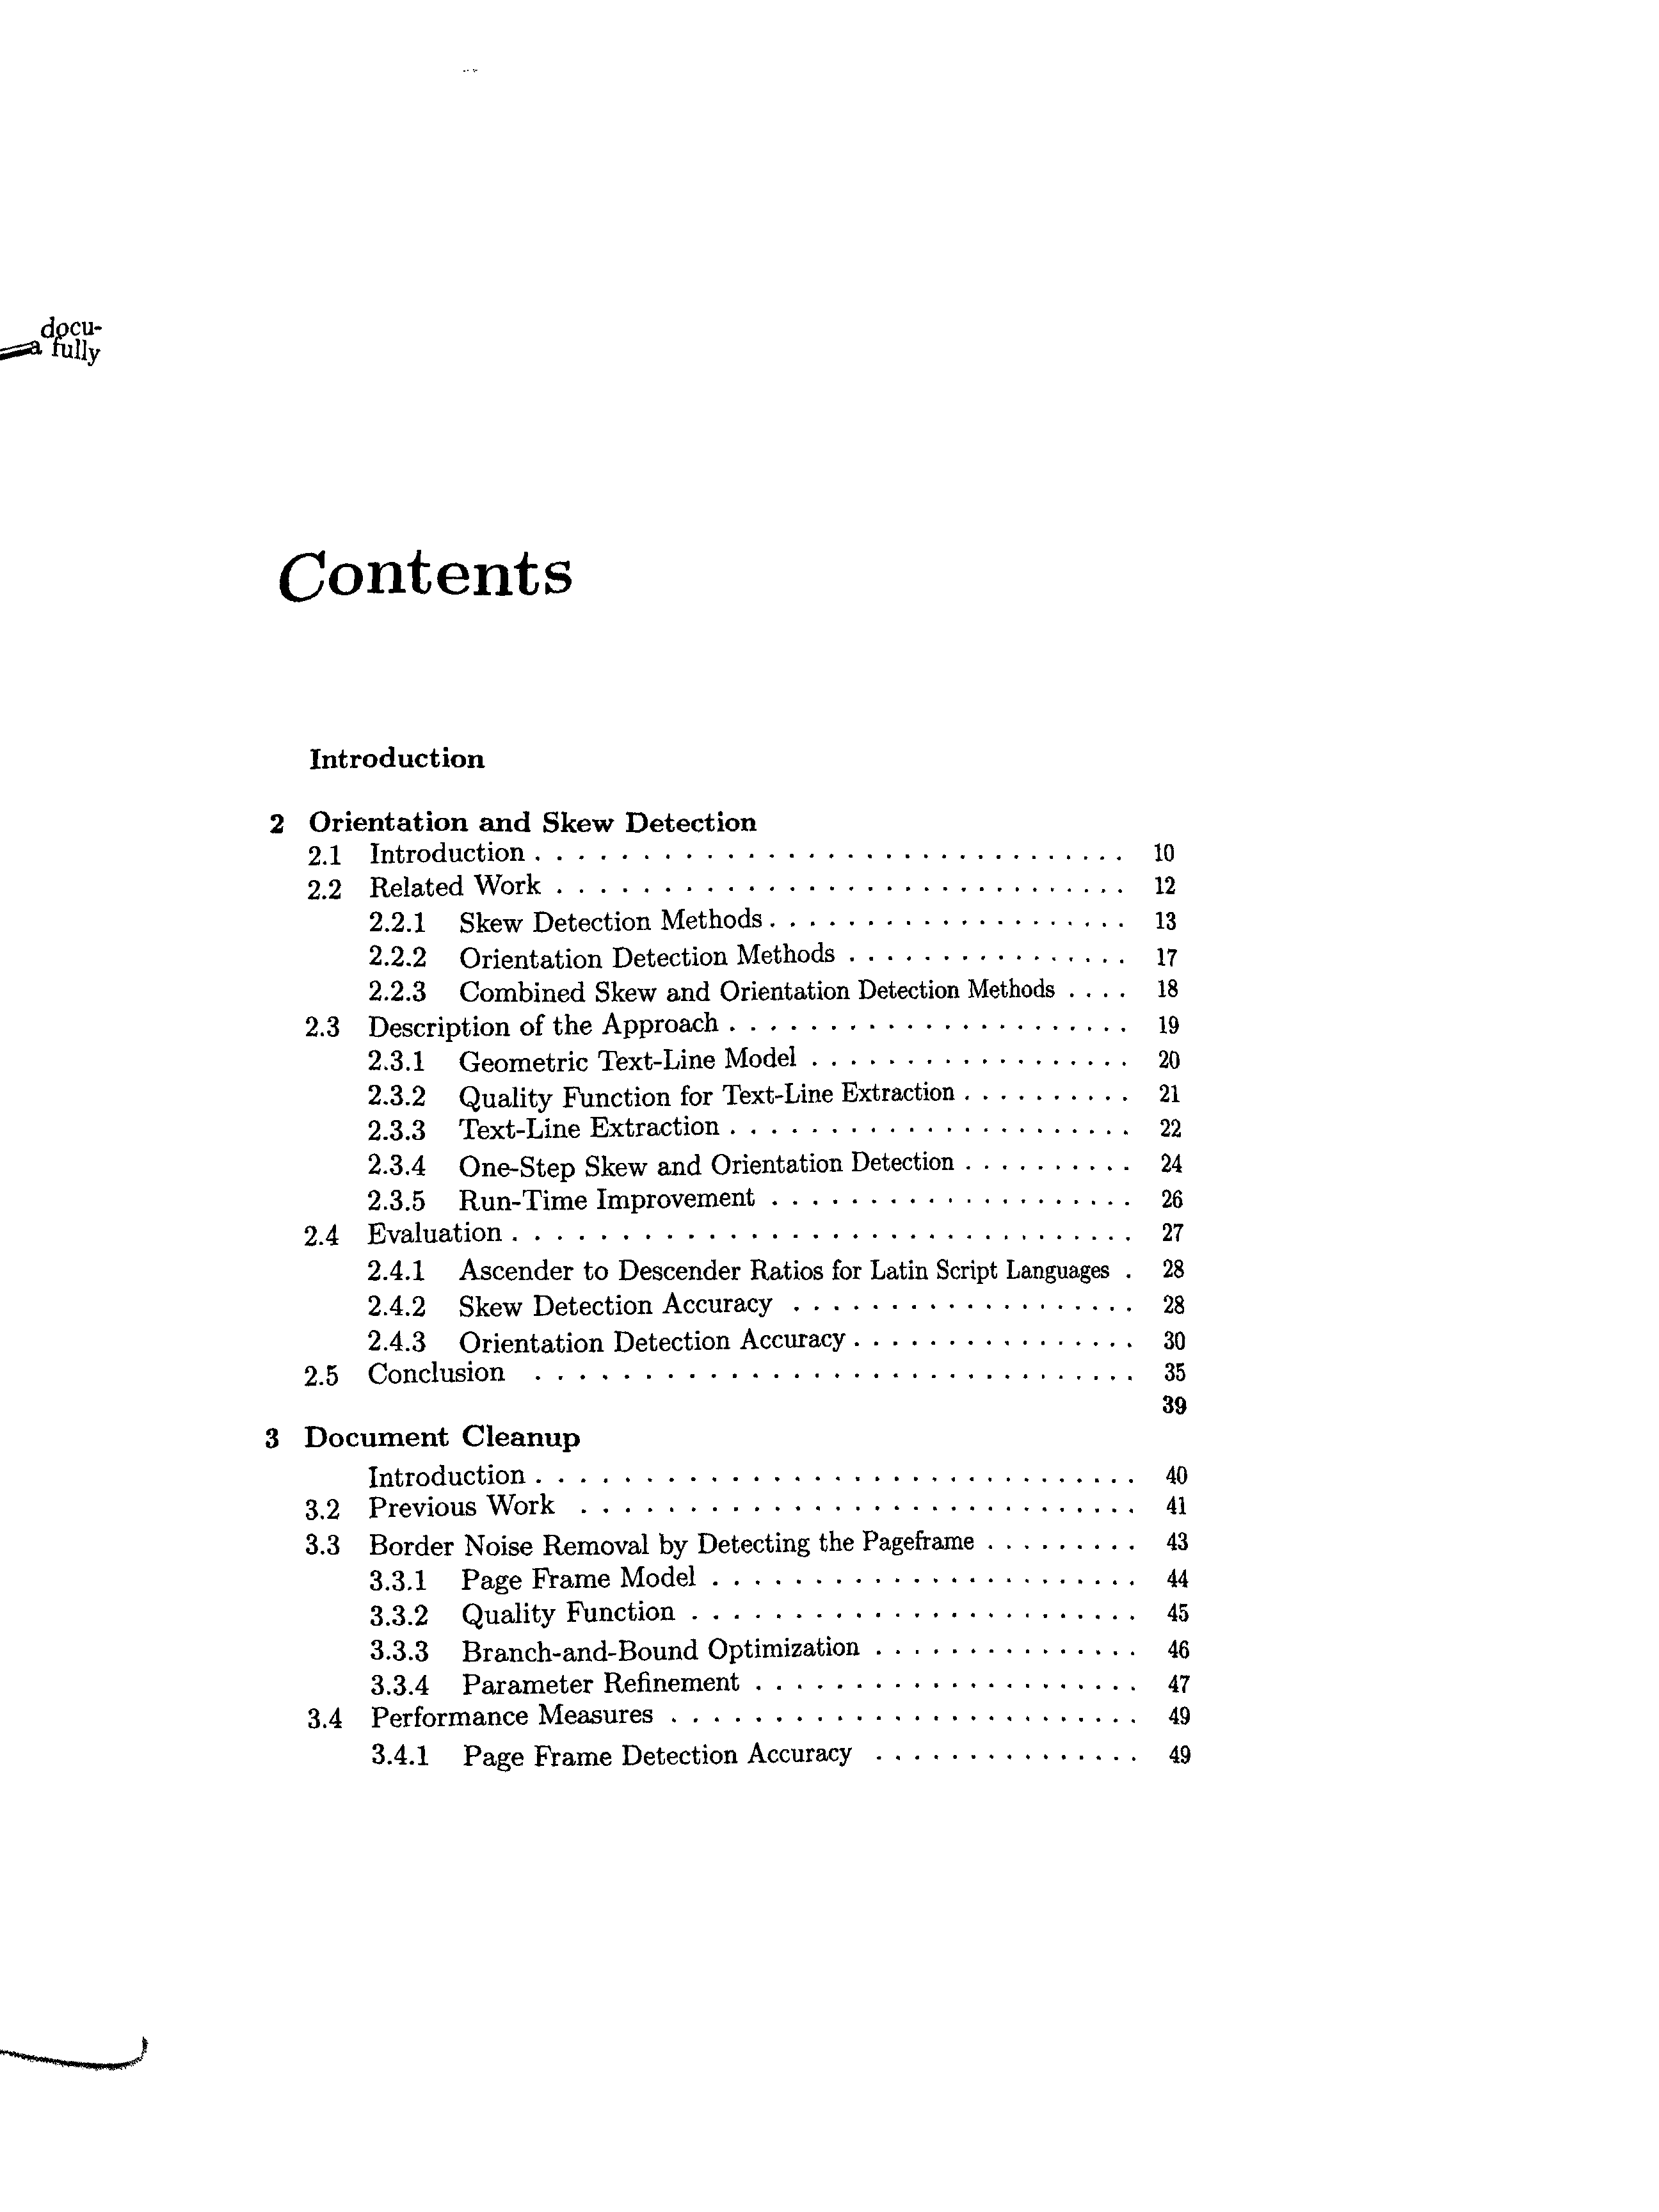 docu-
a fully
Contents
Introduction
2 Orientation and Skew Detection
2.1 Introduction . . . . . . . . . . . . . . . . . . . . . . . . . . . . 10
2.2 Related Work . . . . . . . . . . . . . . . . . . . . . . . . . . . 12
2.2.1 Skew Detection Methods . . . . . . . . . . . . . . . . . . . 13
2.2.2 Orientation Detection Methods . . . . . . . . . . . . . . . 17
2.2.3 Combined Skew and Orientation Detection Methods . . . . 18
2.3 Description of the Approach . . . . . . . . . . . . . . . . . . . 19
2.3.1 Geometric Text-Line Model . . . . . . . . . . . . . . . . . 20
2.3.2 Quality Function for Text-Line Extraction . . . . . . . . . . 21
2.3.3 Text-Line Extraction . . . . . . . . . . . . . . . . . . . . 22
2.3.4 One-Step Skew and Orientation Detection . . . . . . . . . . 24
2.3.5 Run-Time Improvement . . . . . . . . . . . . . . . . . . . 26
2.4 Evaluation . . . . . . . . . . . . . . . . . . . . . . . . . . . . 27
2.4.1 Ascender to Descender Ratios for Latin Script Languages . 28
2.4.2 Skew Detection Accuracy . . . . . . . . . . . . . . . . . . 28
2.4.3 Orientation Detection Accuracy . . . . . . . . . . . . . . . 30
2.5 Conclusion . . . . . . . . . . . . . . . . . . . . . . . . . . . . 35
39
3 Document Cleanup
Introduction . . . . . . . . . . . . . . . . . . . . . . . . . . . . 40
3.2 Previous Work . . . . . . . . . . . . . . . . . . . . . . . . . . 41
3.3 Border Noise Removal by Detecting the Pageframe . . . . . . . . . 43
3.3.1 Page Frame Model . . . . . . . . . . . . . . . . . . . . . . 44
3.3.2 Quality Function . . . . . . . . . . . . . . . . . . . . . . 45
3.3.3 Branch-and-Bound Optimization . . . . . . . . . . . . . . 46
3.3.4 Parameter Refinement . . . . . . . . . . . . . . . . . . . . 47
3.4 Performance Measures . . . . . . . . . . . . . . . . . . . . . . 49
3.4.1 Page Frame Detection Accuracy . . . . . . . . . . . . . . 49